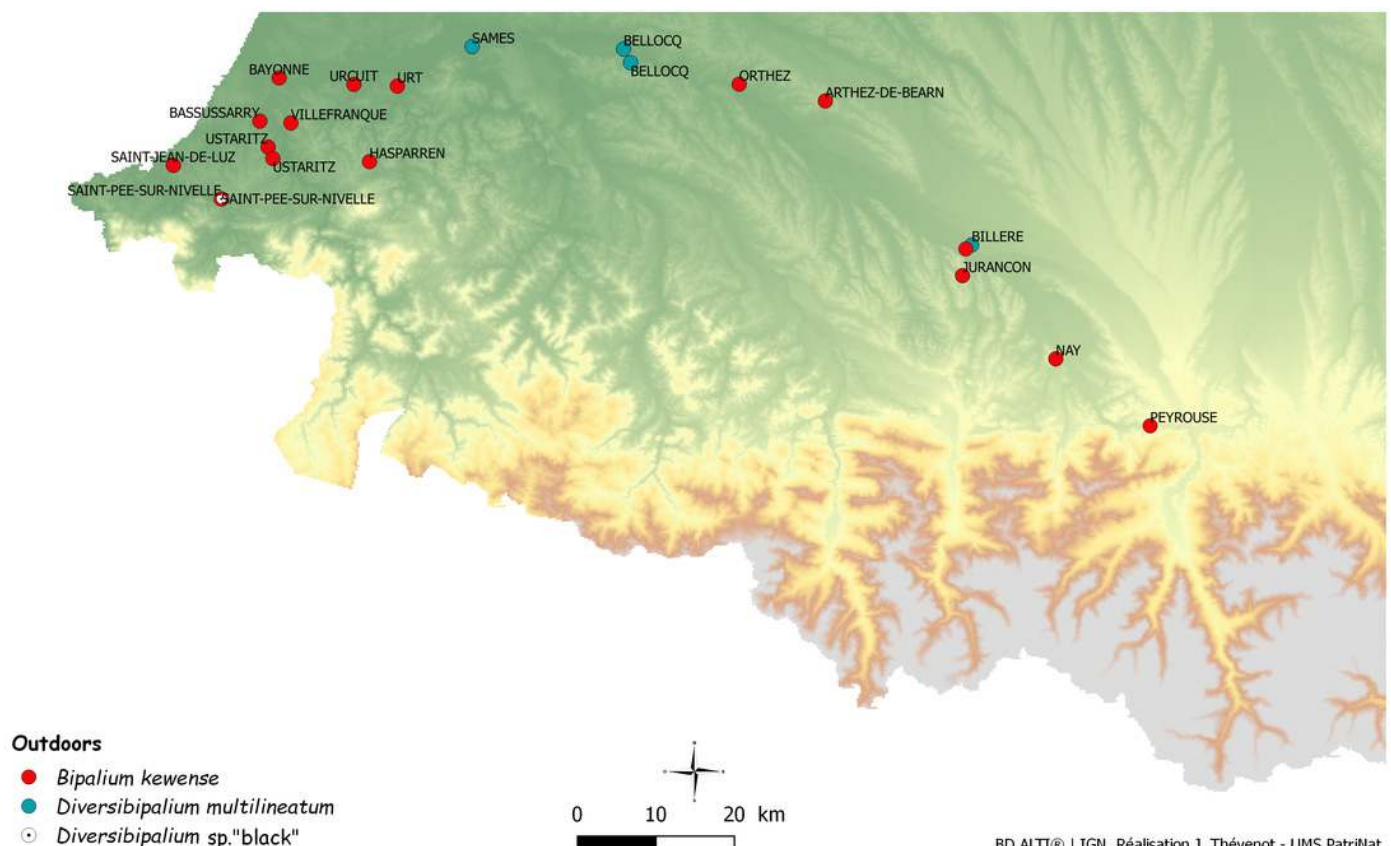 SAMES
BELLOCQ
BELLOCQ
BAYONNE
URCUIT
URT
ORTHEZ
ARTHEZ-DE-BEARN
BASSUSSARRY
VILLEFRANQUE
USTARITZ
SAINT-JEAN-DE-LUZ
USTARITZ
HASPARREN
SAINT-PEE-SUR-NIVELLE
SAINT-PEE-SUR-NIVELLE
BILLERE
JURANCON
NAY
PEYROUSE
Outdoors
Bipalium kewense
Diversibipalium multilineatum
Diversibipalium sp."black"
0 10 20 km
BD ALTI® | IGN, Réalisation J. Thévenot - UMS PatriNat